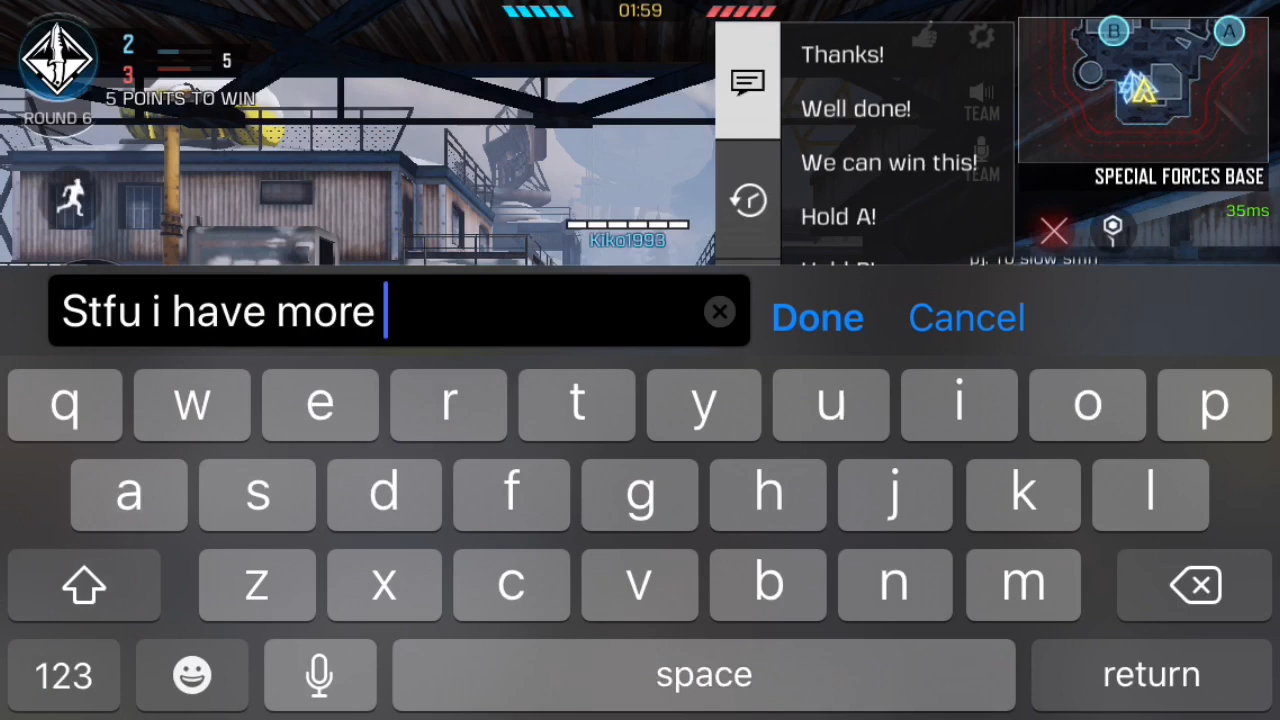 01:59
2
3
5
5 POINTS TO WIN
ROUND 6
Thanks!
Well done!
We can win this!
Hold A!
TEAM
TEAM
B
A
SPECIAL FORCES BASE
35ms
Kiko1993
Stfu i have more
Done
Cancel
q w e r t y u i o p
a s d f g h j k l
z x c v b n m
123
space
return